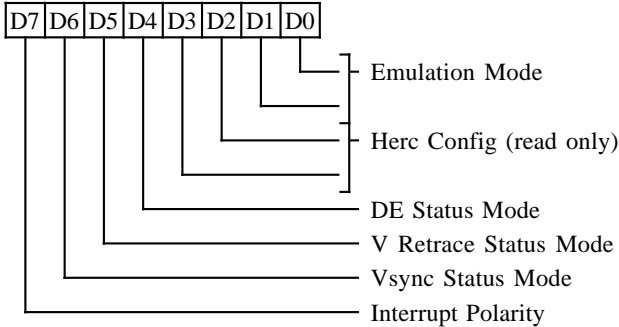 D7 D6 D5 D4 D3 D2 D1 D0
Emulation Mode
Herc Config (read only)
DE Status Mode
V Retrace Status Mode
Vsync Status Mode
Interrupt Polarity